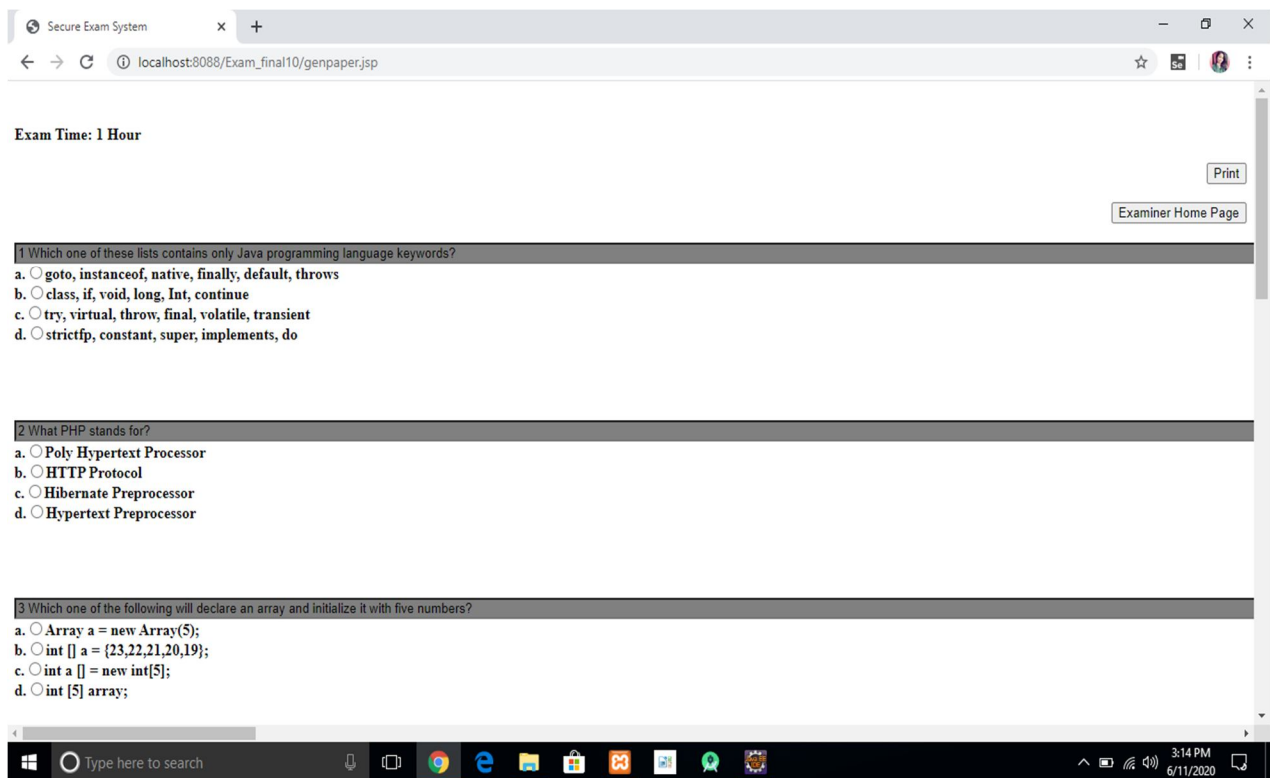 Secure Exam System
localhost:8088/Exam_final10/genpaper.jsp
Se
Exam Time: 1 Hour
Print
Examiner Home Page
1 Which one of these lists contains only Java programming language keywords?
a. goto, instanceof, native, finally, default, throws
b. class, if, void, long, Int, continue
c. try, virtual, throw, final, volatile, transient
d. strictfp, constant, super, implements, do
2 What PHP stands for?
a. Poly Hypertext Processor
b. HTTP Protocol
c. Hibernate Preprocessor
d. Hypertext Preprocessor
3 Which one of the following will declare an array and initialize it with five numbers?
a. Array a = new Array(5);
b. int [] a = {23,22,21,20,19};
c. int a [] = new int[5];
d. int [5] array;
Type here to search
3:14 PM
6/11/2020